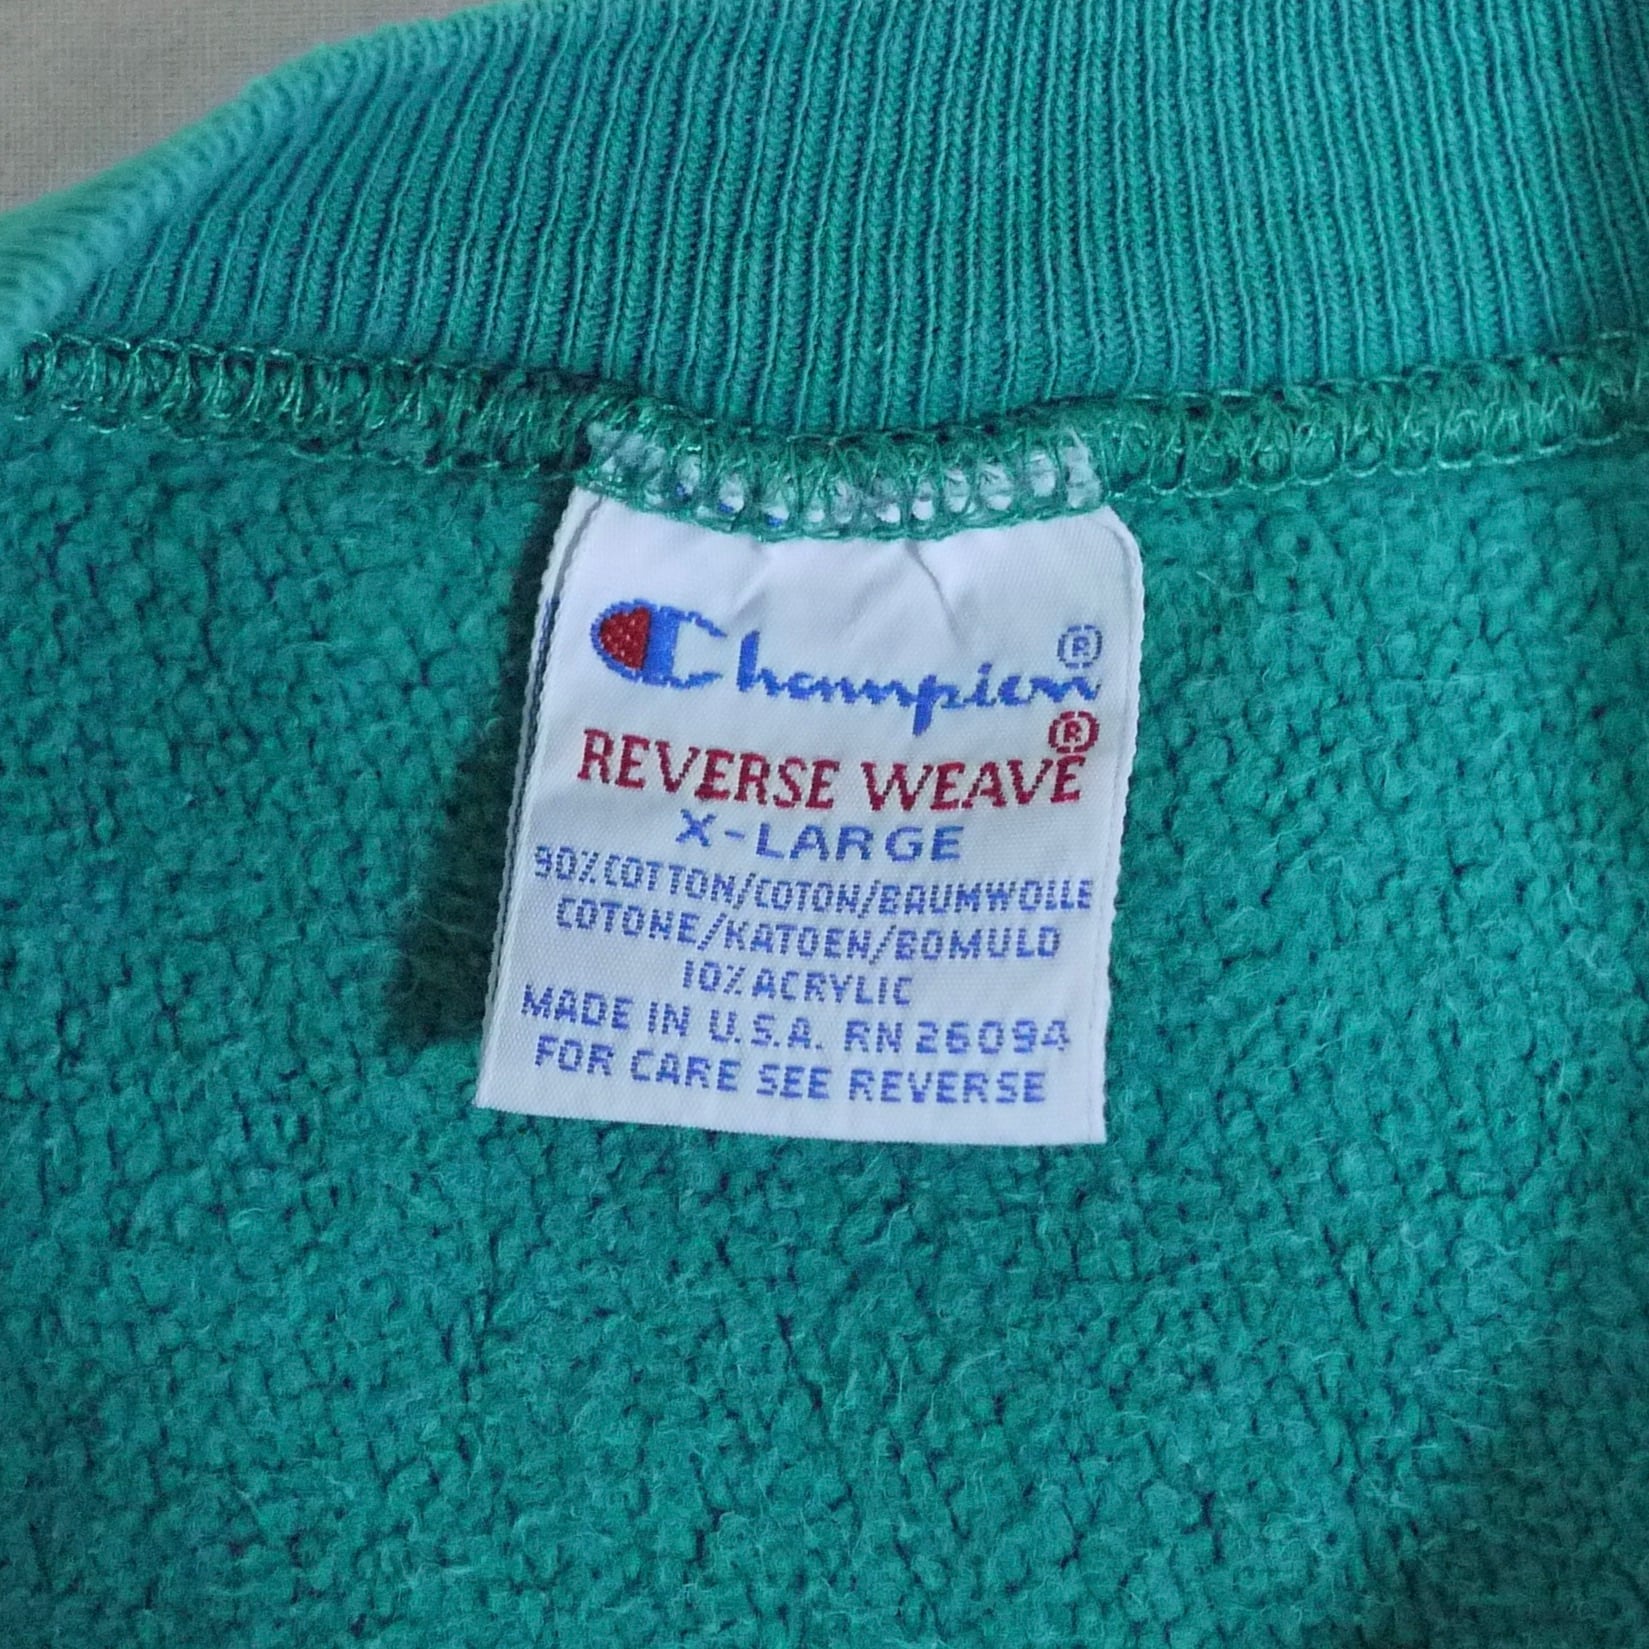 Champion®
REVERSE WEAVE®
X-LARGE
90% COTTON/COTON/BAUMWOLLE
COTONE/KATOEN/BOMULD
10% ACRYLIC
MADE IN U.S.A. RN 26094
FOR CARE SEE REVERSE